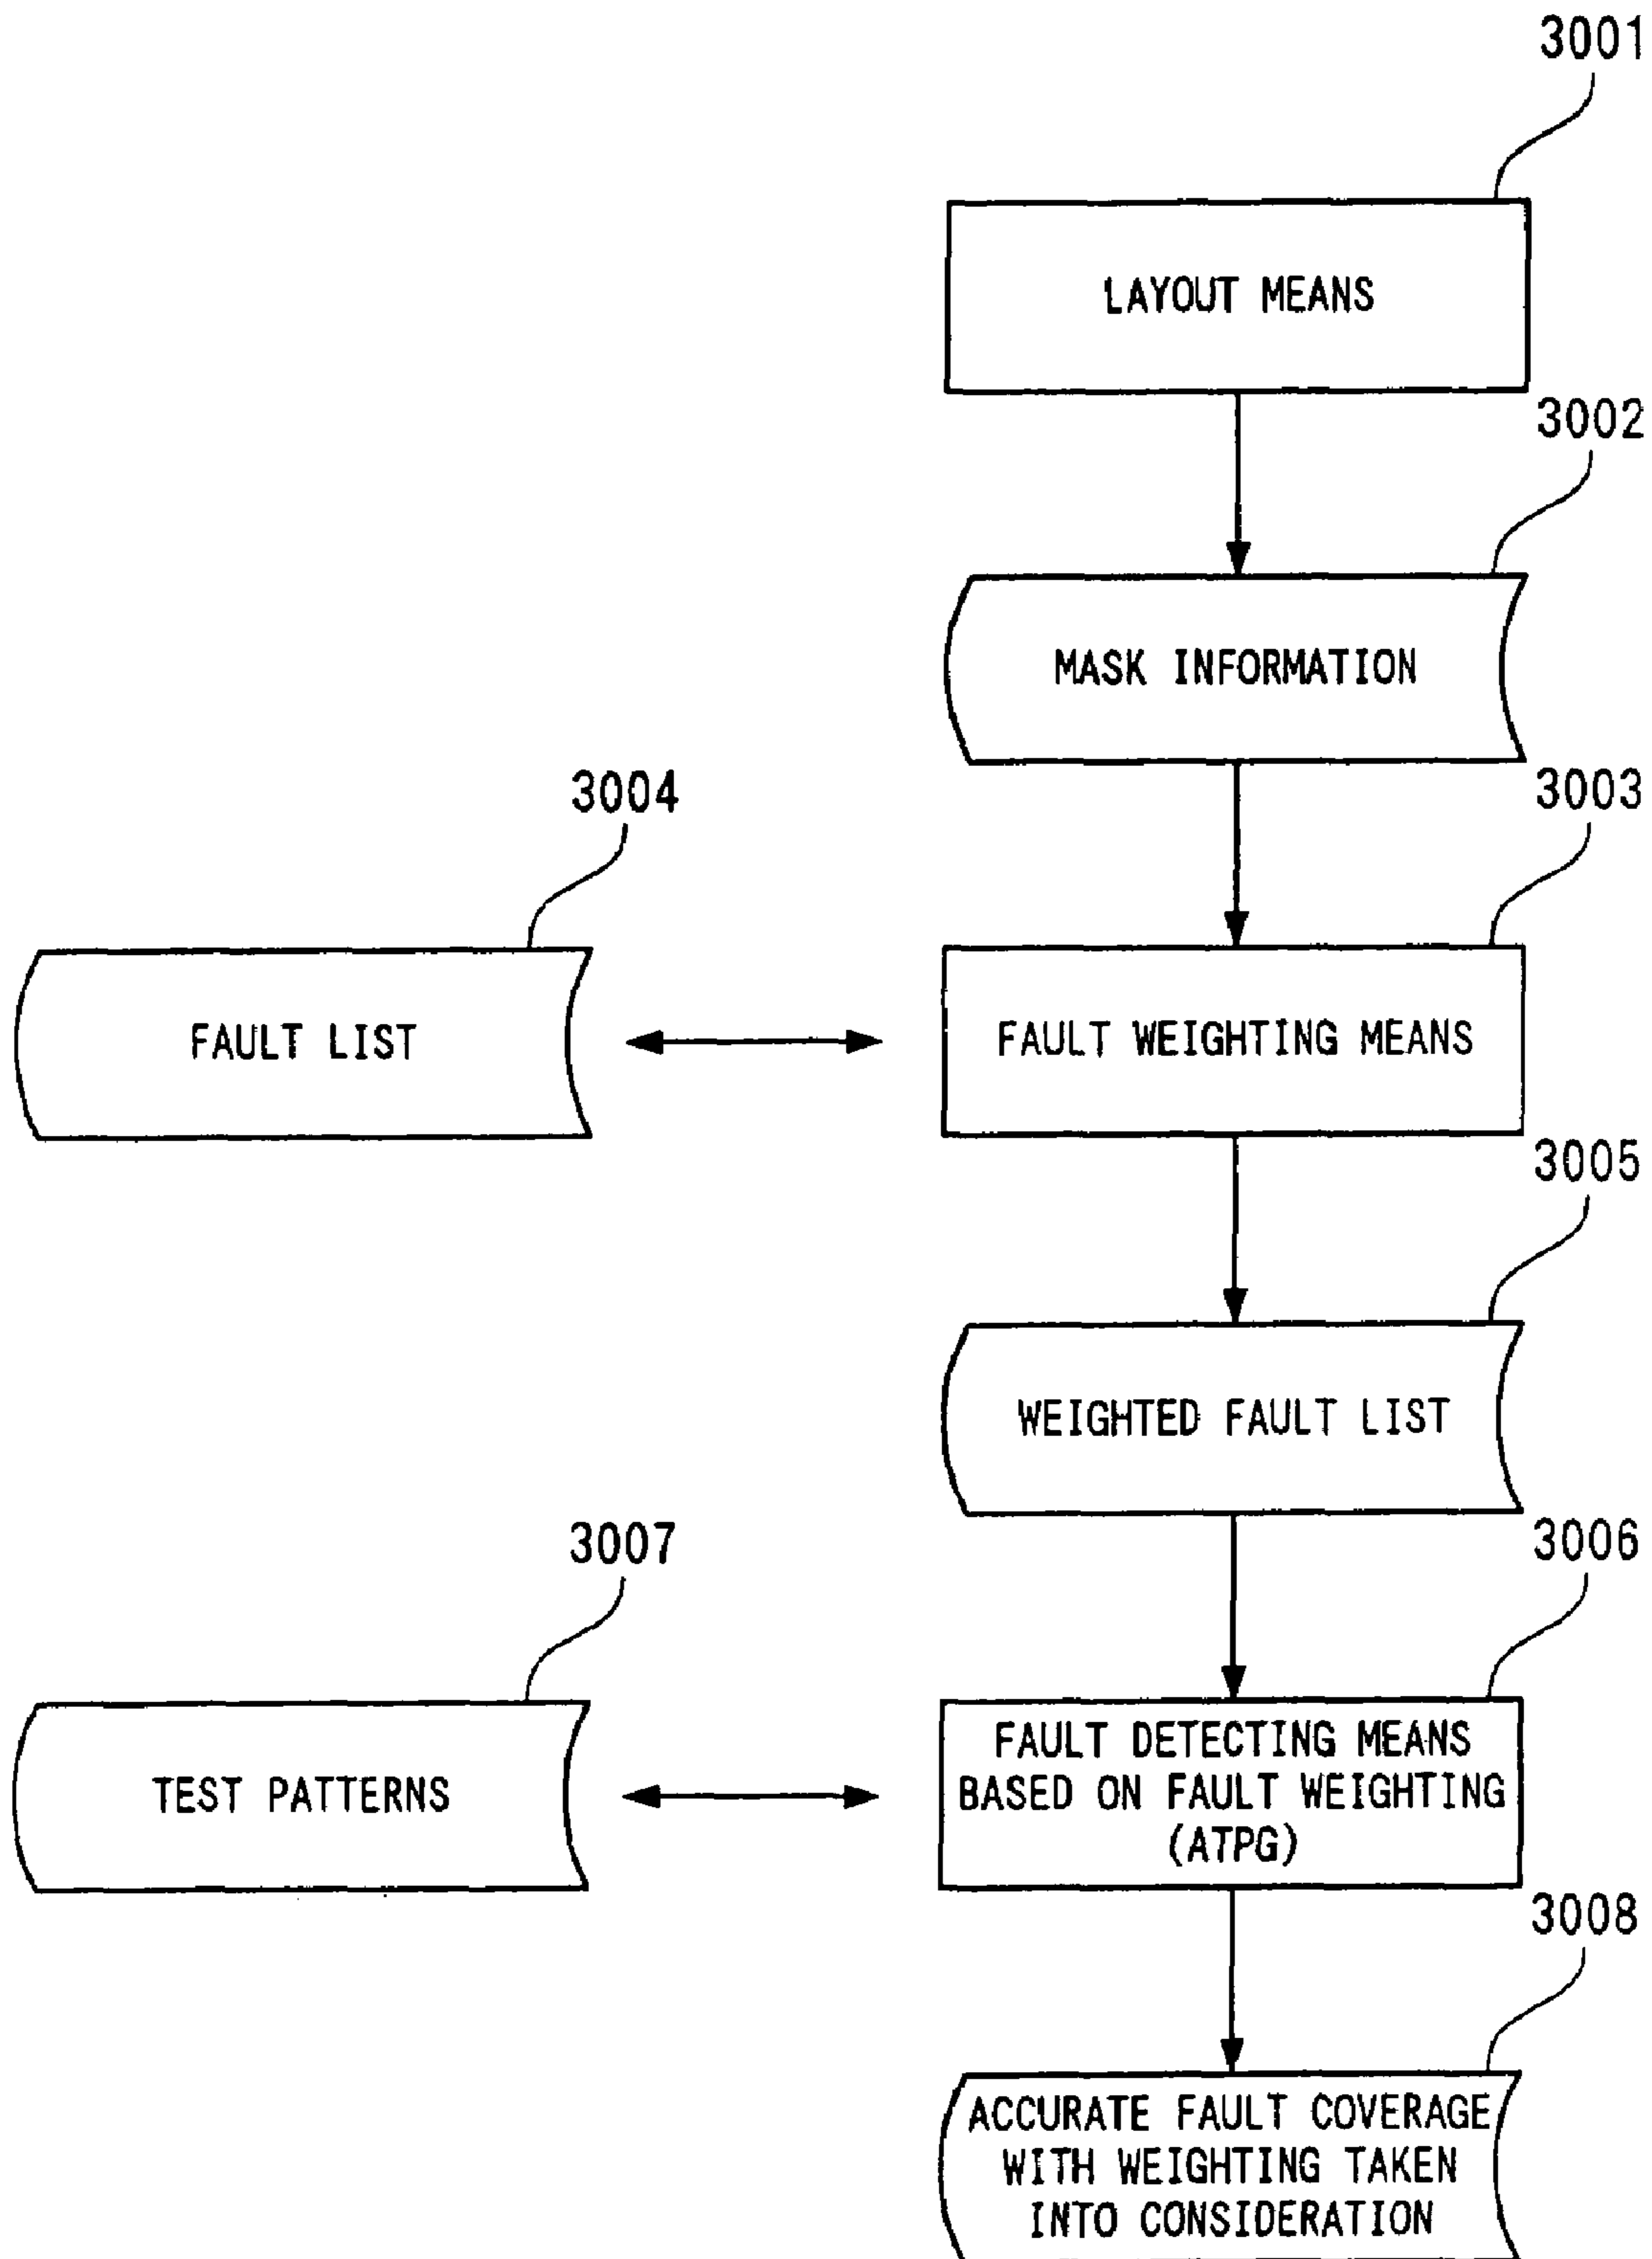 3001
LAYOUT MEANS
3002
MASK INFORMATION
3003
3004
FAULT LIST
FAULT WEIGHTING MEANS
3005
WEIGHTED FAULT LIST
3006
3007
TEST PATTERNS
FAULT DETECTING MEANS
BASED ON FAULT WEIGHTING
(ATPG)
3008
ACCURATE FAULT COVERAGE
WITH WEIGHTING TAKEN
INTO CONSIDERATION